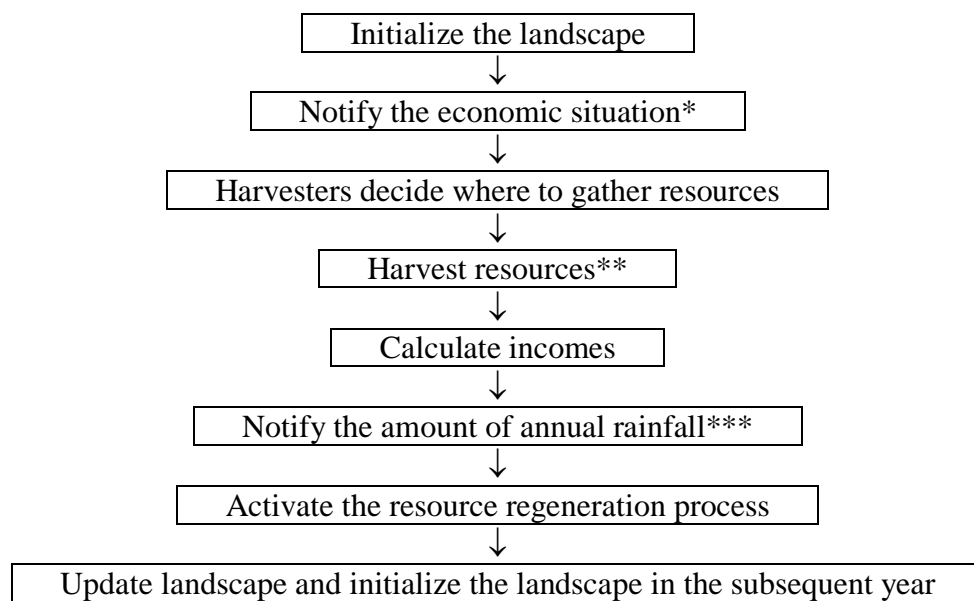 Initialize the landscape
Notify the economic situation*
Harvesters decide where to gather resources
Harvest resources**
Calculate incomes
Notify the amount of annual rainfall***
Activate the resource regeneration process
Update landscape and initialize the landscape in the subsequent year